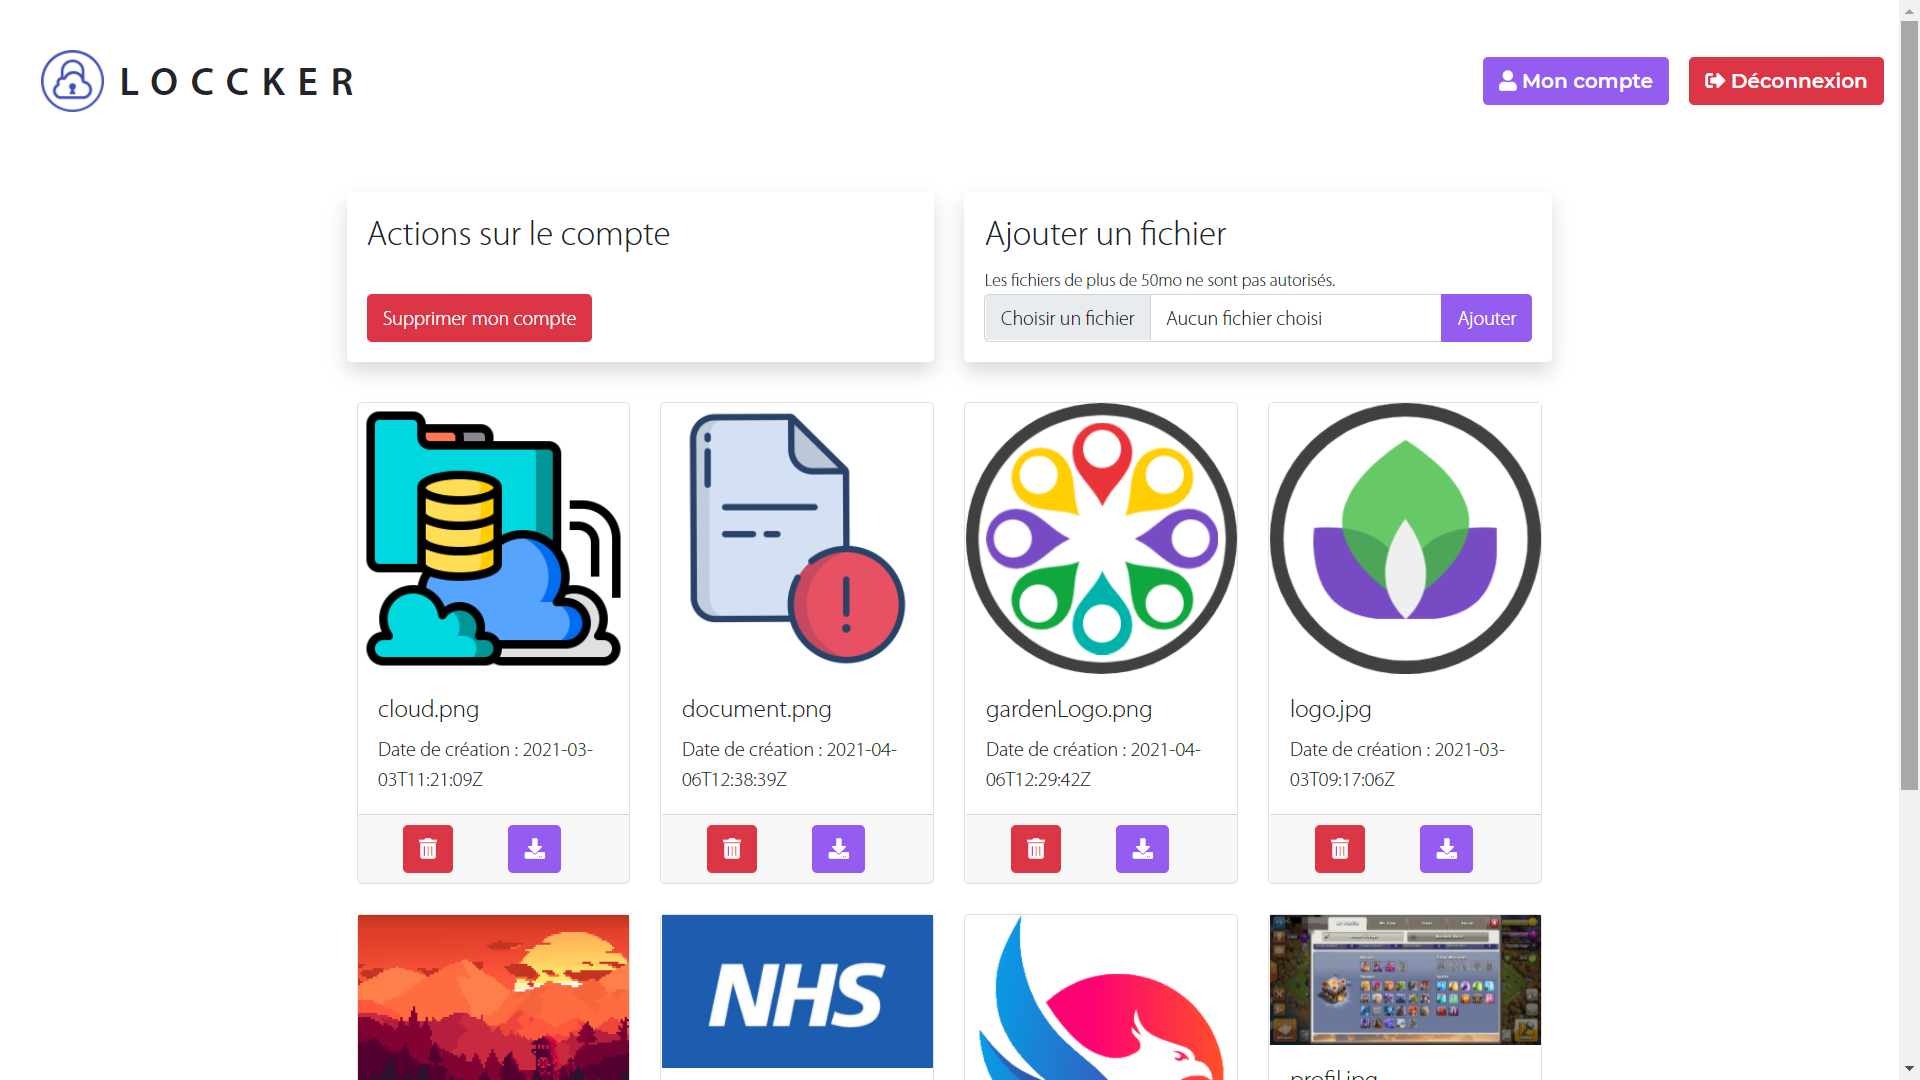 LOCCKER
Mon compte
Déconnexion
Actions sur le compte
Supprimer mon compte
Ajouter un fichier
Les fichiers de plus de 50mo ne sont pas autorisés.
Choisir un fichier
Aucun fichier choisi
Ajouter
cloud.png
Date de création : 2021-03-
03T11:21:09Z
document.png
Date de création : 2021-04-
06T12:38:39Z
gardenLogo.png
Date de création : 2021-04-
06T12:29:42Z
logo.jpg
Date de création : 2021-03-
03T09:17:06Z
NHS
profil.jpg